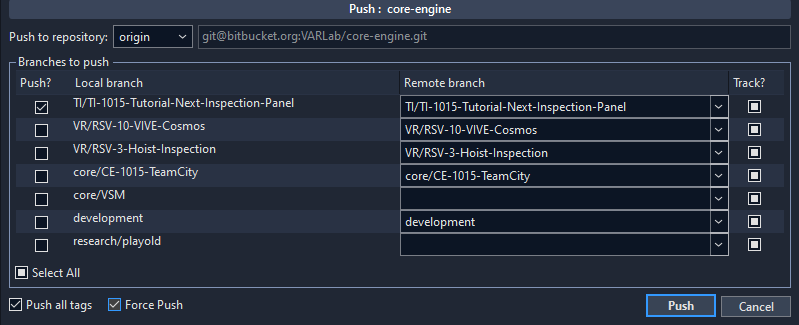 Push : core-engine
Push to repository: origin git@bitbucket.org:VARLab/core-engine.git
Branches to push
Push? Local branch Remote branch Track?
TI/TI-1015-Tutorial-Next-Inspection-Panel TI/TI-1015-Tutorial-Next-Inspection-Panel
VR/RSV-10-VIVE-Cosmos VR/RSV-10-VIVE-Cosmos
VR/RSV-3-Hoist-Inspection VR/RSV-3-Hoist-Inspection
core/CE-1015-TeamCity core/CE-1015-TeamCity
core/VSM
development development
research/playold
Select All
Push all tags Force Push Push Cancel